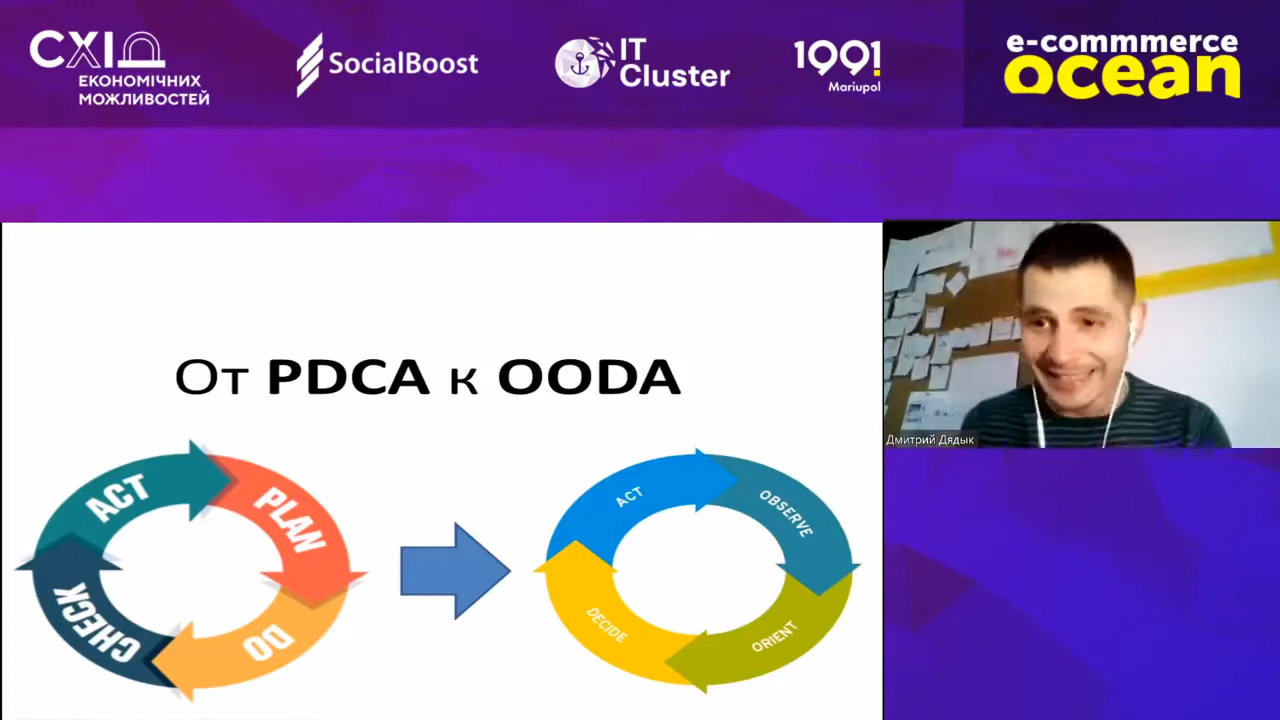 СХІД
ЕКОНОМІЧНИХ
МОЖЛИВОСТЕЙ
SocialBoost
IT
Cluster
1991
Mariupol
e-commmerce
ocean
От PDCA к OODA
ACT
PLAN
CHECK
DO
ACT
OBSERVE
DECIDE
ORIENT
Дмитрий Дядык